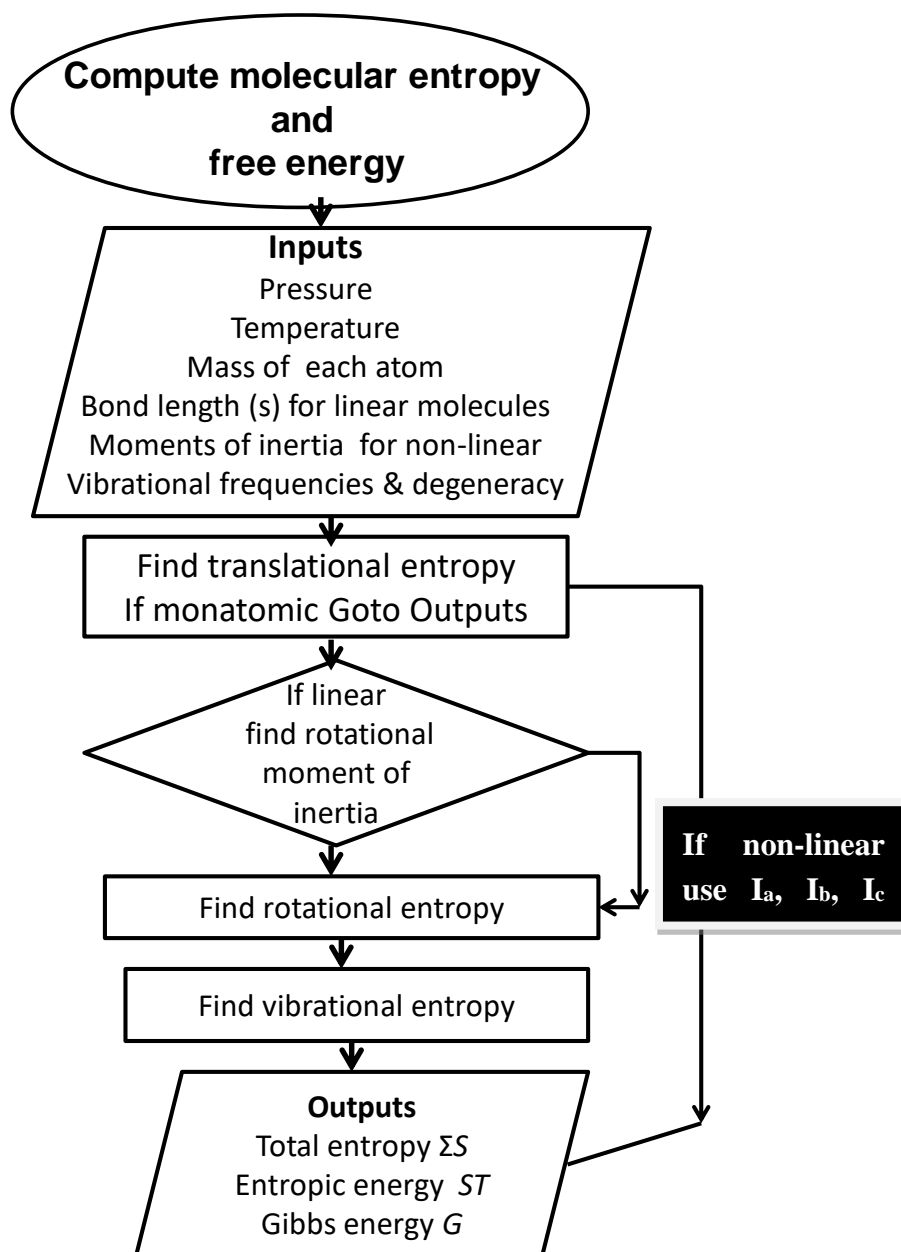 Compute molecular entropy
and
free energy
Inputs
Pressure
Temperature
Mass of each atom
Bond length (s) for linear molecules
Moments of inertia for non-linear
Vibrational frequencies & degeneracy
Find translational entropy
If monatomic Goto Outputs
If linear
find rotational
moment of
inertia
If non-linear
use Ia, Ib, Ic
Find rotational entropy
Find vibrational entropy
Outputs
Total entropy ΣS
Entropic energy ST
Gibbs energy G